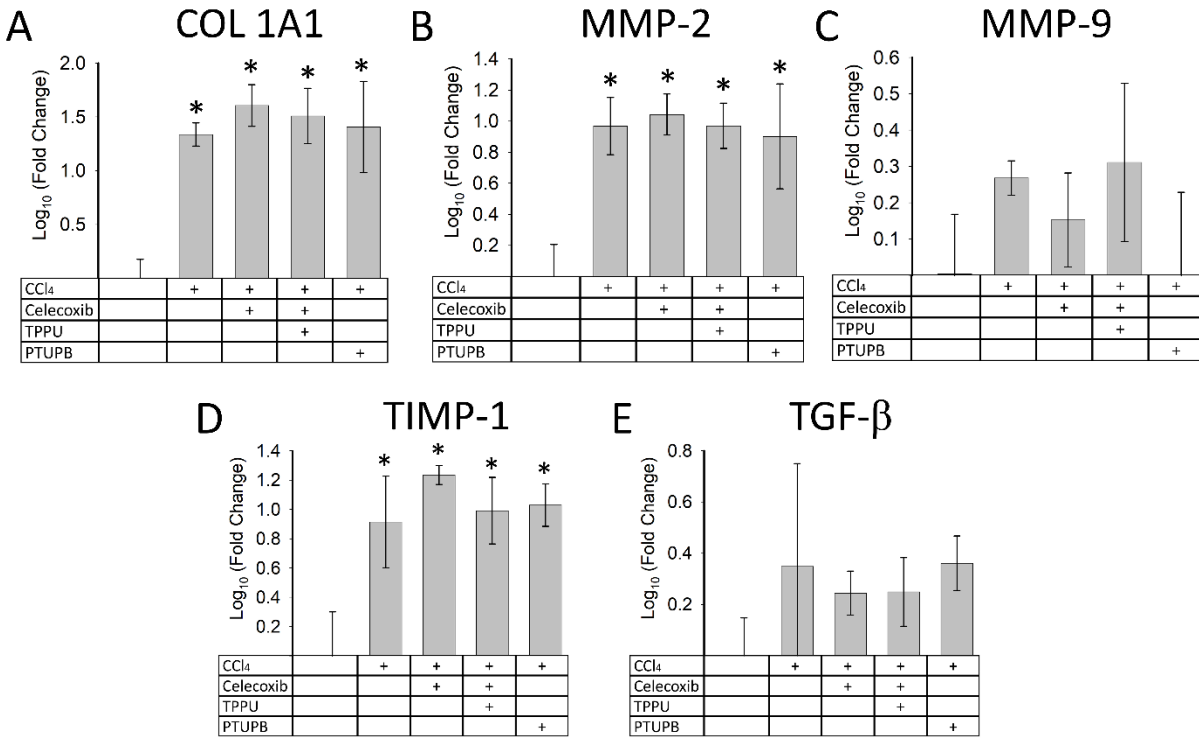 A COL 1A1
Log₁₀ (Fold Change)
2.0
1.5
1.0
0.5
* * * *
CCl₄ + + + +
Celecoxib + +
TPPU +
PTUPB +
B MMP-2
Log₁₀ (Fold Change)
1.4
1.2
1.0
0.8
0.6
0.4
0.2
* * * *
CCl₄ + + + +
Celecoxib + +
TPPU +
PTUPB +
C MMP-9
Log₁₀ (Fold Change)
0.6
0.5
0.4
0.3
0.2
0.1
CCl₄ + + + +
Celecoxib + +
TPPU +
PTUPB +
D TIMP-1
Log₁₀ (Fold Change)
1.4
1.2
1.0
0.8
0.6
0.4
0.2
* * * *
CCl₄ + + + +
Celecoxib + +
TPPU +
PTUPB +
E TGF-β
Log₁₀ (Fold Change)
0.8
0.6
0.4
0.2
CCl₄ + + + +
Celecoxib + +
TPPU +
PTUPB +